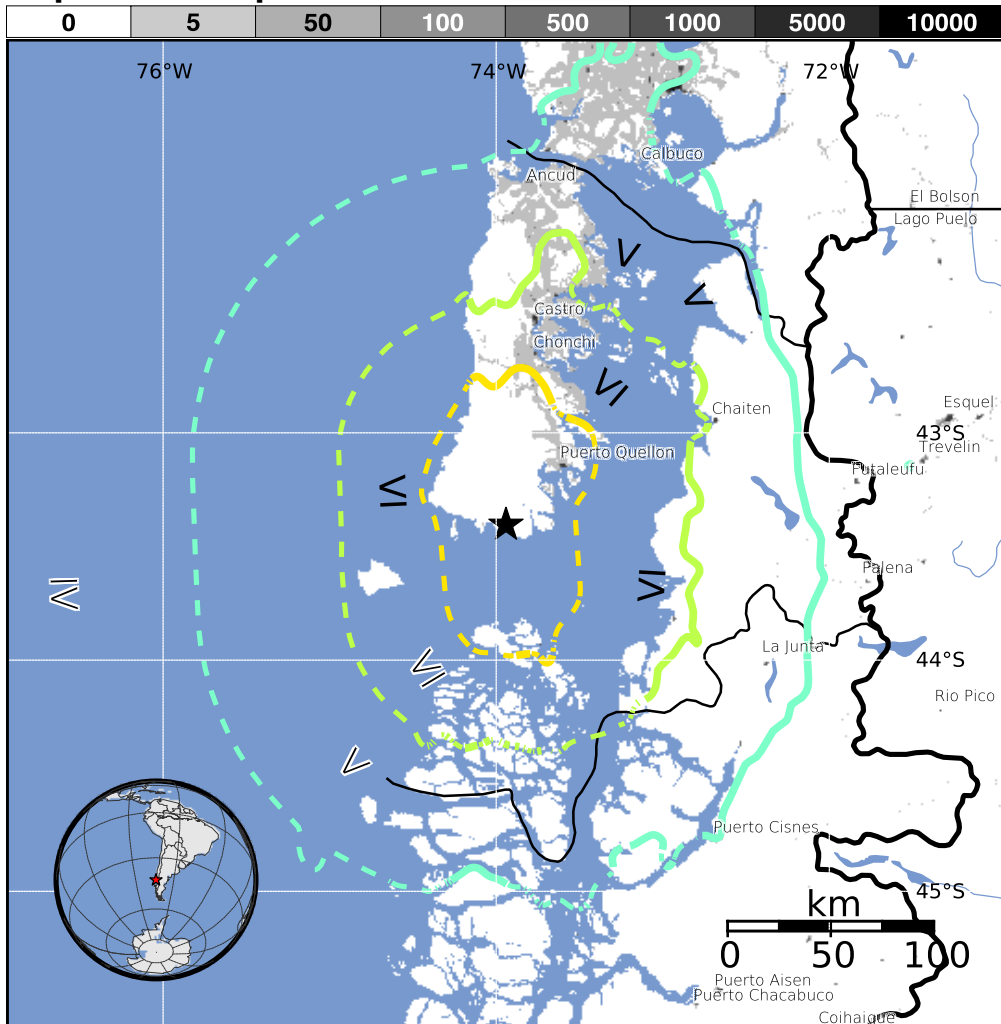 0 5 50 100 500 1000 5000 10000
76°W 74°W 72°W
Calbuco
Ancud
El Bolson
Lago Puelo
V
V
Castro
Chonchi
VI
Chaiten
Esquel
43°S
Trevelin
Puerto Quellon
Futaleufu
VI
Palena
VI
IV
La Junta
44°S
VI
Rio Pico
V
Puerto Cisnes
45°S
km
0 50 100
Puerto Aisen
Puerto Chacabuco
Coihaique